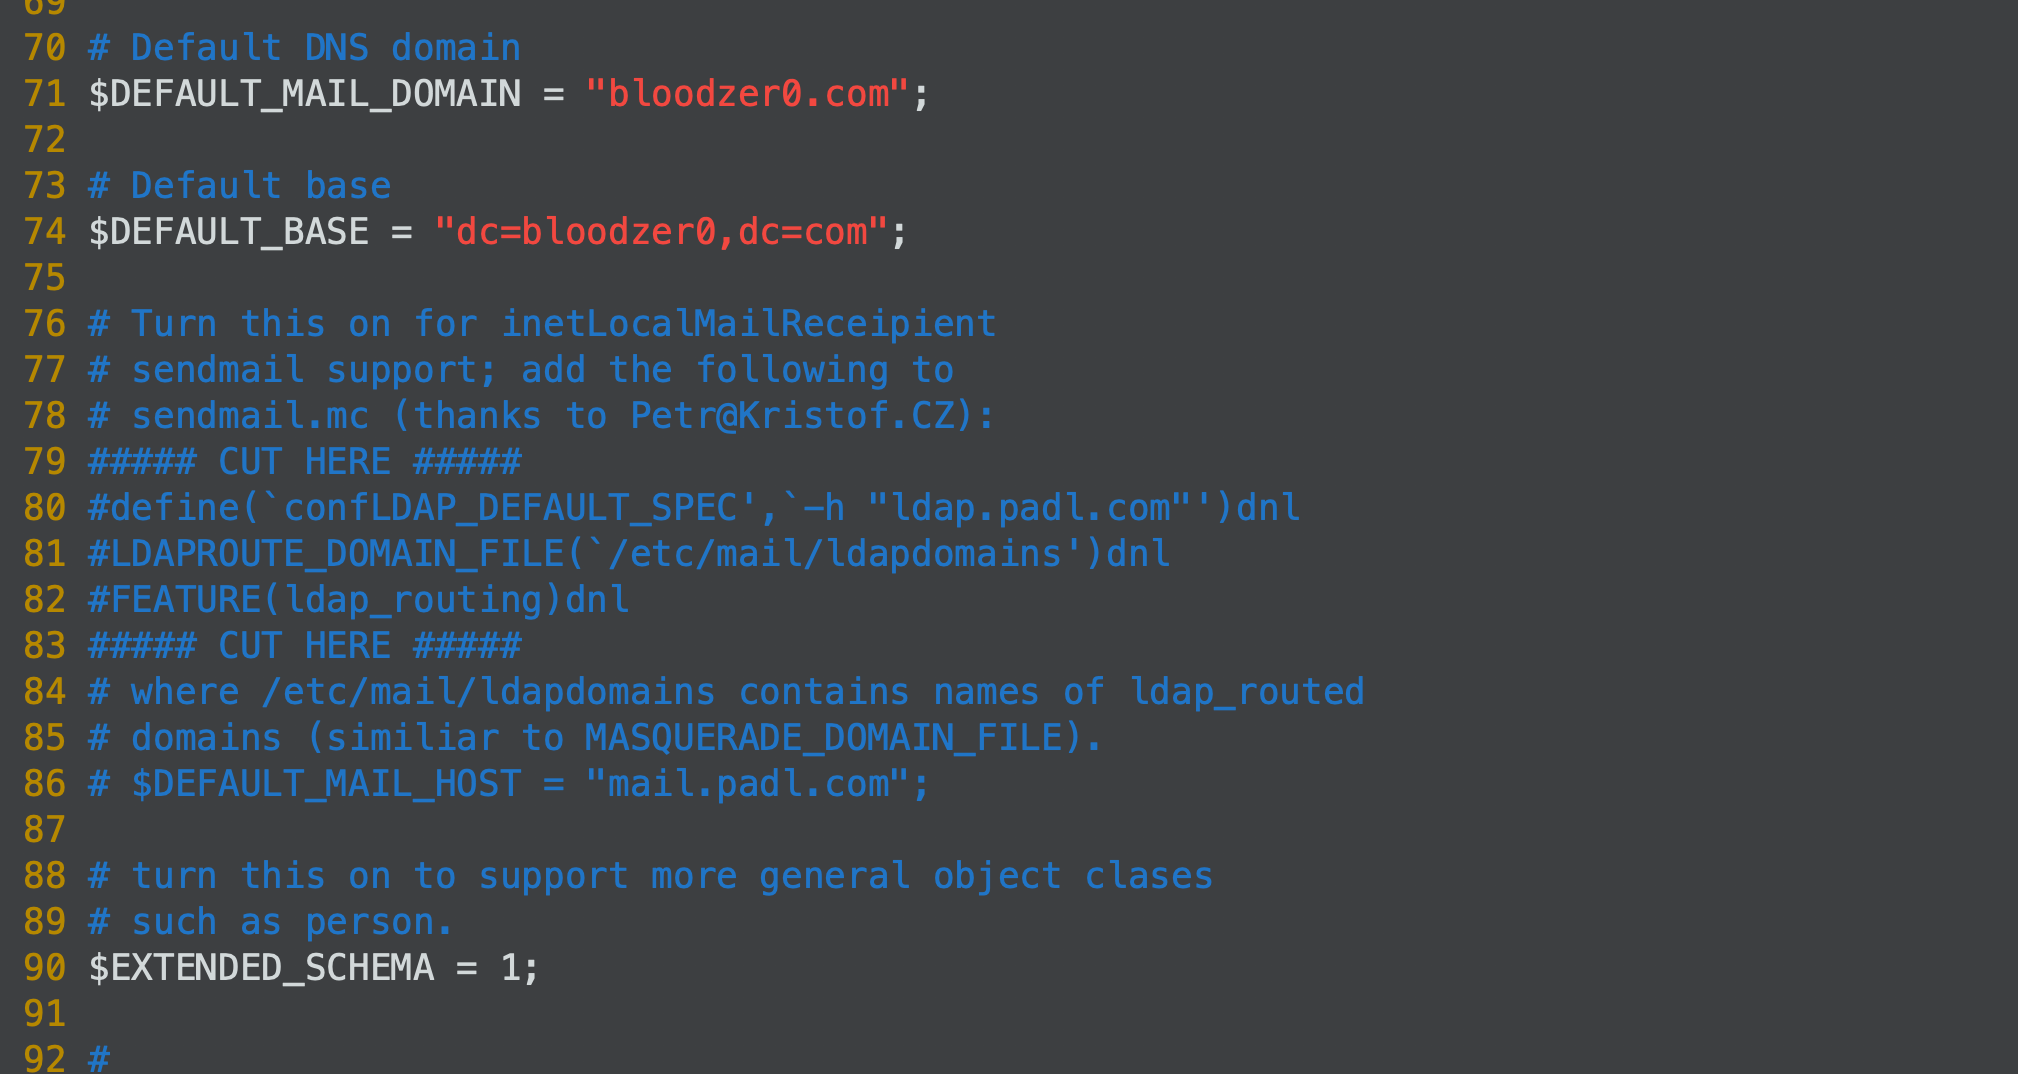 69
70 # Default DNS domain
71 $DEFAULT_MAIL_DOMAIN = "bloodzer0.com";
72
73 # Default base
74 $DEFAULT_BASE = "dc=bloodzer0,dc=com";
75
76 # Turn this on for inetLocalMailReceipient
77 # sendmail support; add the following to
78 # sendmail.mc (thanks to Petr@Kristof.CZ):
79 ##### CUT HERE #####
80 #define(`confLDAP_DEFAULT_SPEC',`-h "ldap.padl.com"')dnl
81 #LDAPROUTE_DOMAIN_FILE(`/etc/mail/ldapdomains')dnl
82 #FEATURE(ldap_routing)dnl
83 ##### CUT HERE #####
84 # where /etc/mail/ldapdomains contains names of ldap_routed
85 # domains (similiar to MASQUERADE_DOMAIN_FILE).
86 # $DEFAULT_MAIL_HOST = "mail.padl.com";
87
88 # turn this on to support more general object clases
89 # such as person.
90 $EXTENDED_SCHEMA = 1;
91
92 #